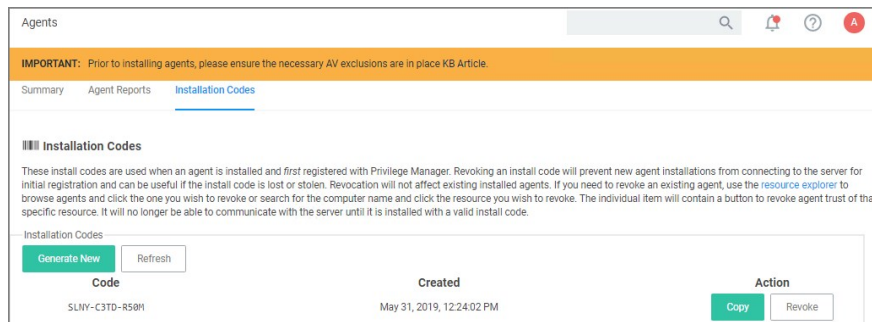 Agents
A
IMPORTANT: Prior to installing agents, please ensure the necessary AV exclusions are in place KB Article.
Summary Agent Reports Installation Codes
Installation Codes
These install codes are used when an agent is installed and first registered with Privilege Manager. Revoking an install code will prevent new agent installations from connecting to the server for
initial registration and can be useful if the install code is lost or stolen. Revocation will not affect existing installed agents. If you need to revoke an existing agent, use the resource explorer to
browse agents and click the one you wish to revoke or search for the computer name and click the resource you wish to revoke. The individual item will contain a button to revoke agent trust of tha
specific resource. It will no longer be able to communicate with the server until it is installed with a valid install code.
Installation Codes
Generate New Refresh
Code Created Action
SLNY-C3TD-R50M May 31, 2019, 12:24:02 PM Copy Revoke